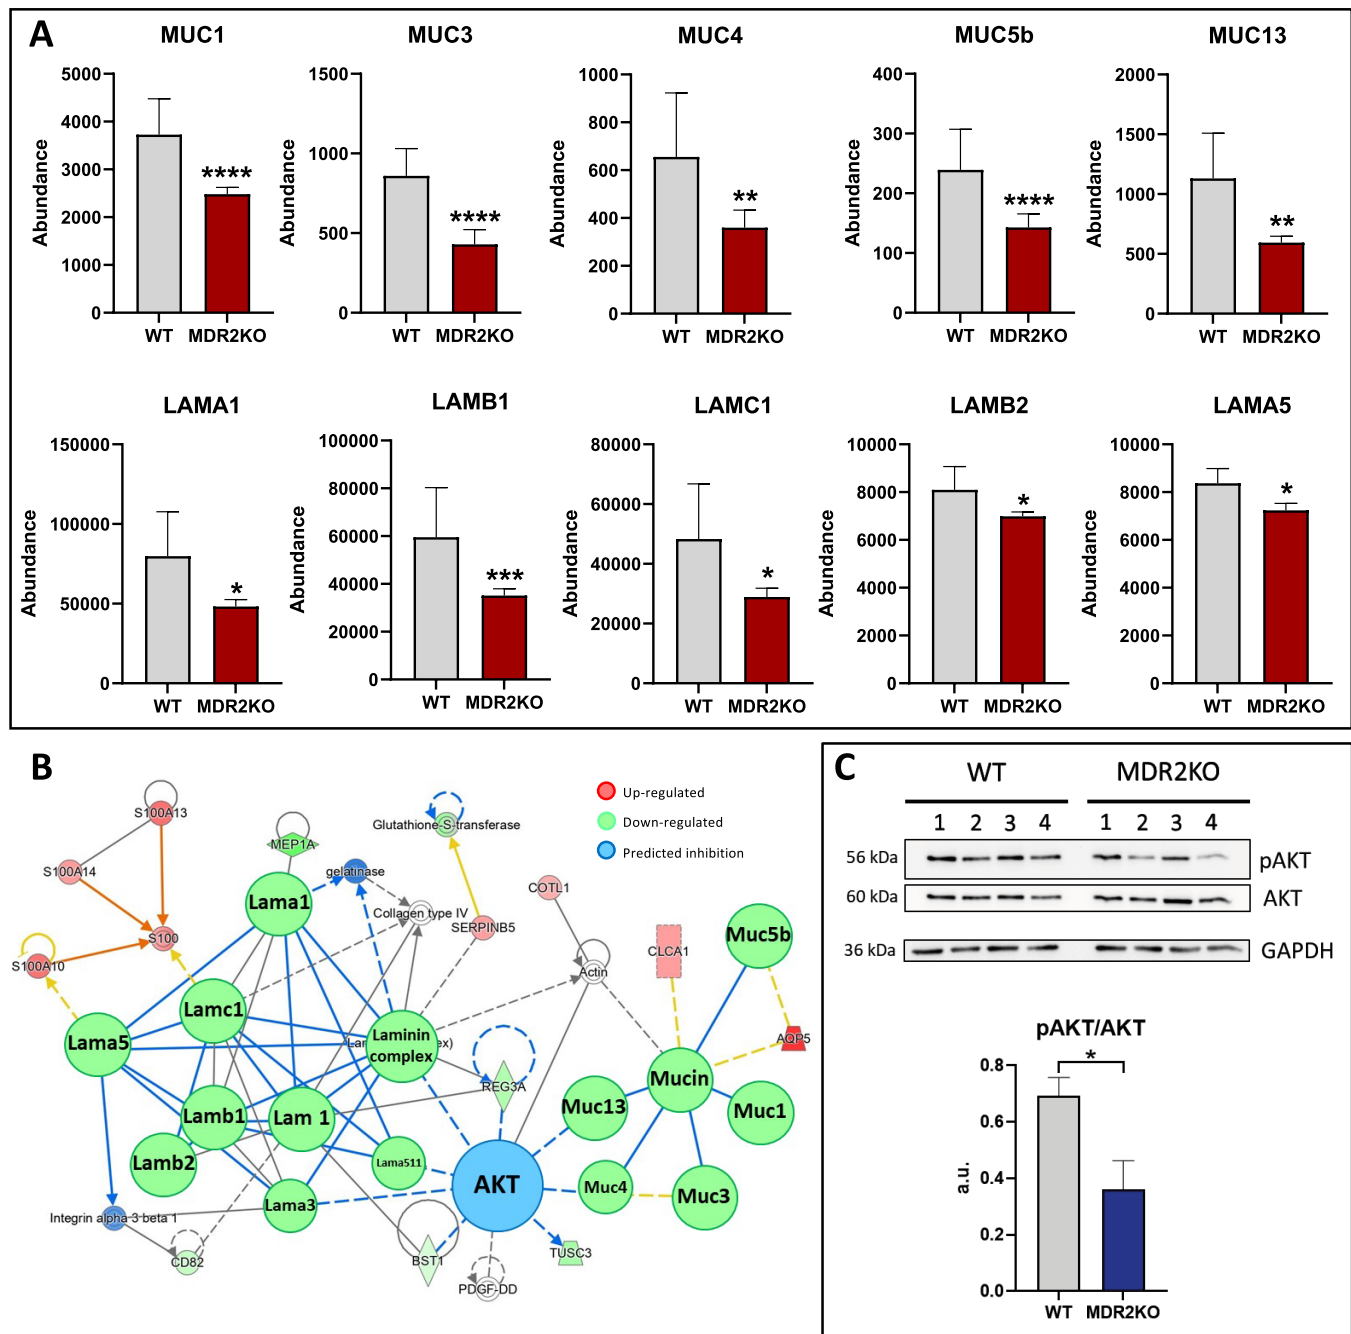 A
MUC1
MUC3
MUC4
MUC5b
MUC13
Abundance
5000
4000
3000
2000
1000
0
****
WT MDR2KO
Abundance
1500
1000
500
0
****
WT MDR2KO
Abundance
1000
800
600
400
200
0
**
WT MDR2KO
Abundance
400
300
200
100
0
****
WT MDR2KO
Abundance
2000
1500
1000
500
0
**
WT MDR2KO
LAMA1
LAMB1
LAMC1
LAMB2
LAMA5
Abundance
150000
100000
50000
0
*
WT MDR2KO
Abundance
100000
80000
60000
40000
20000
0
***
WT MDR2KO
Abundance
80000
60000
40000
20000
0
*
WT MDR2KO
Abundance
10000
8000
6000
4000
2000
0
*
WT MDR2KO
Abundance
10000
8000
6000
4000
2000
0
*
WT MDR2KO
B
Up-regulated
Down-regulated
Predicted inhibition
S100A13
S100A14
S100
S100A10
MEP1A
Glutathione-S-transferase
gelatinase
Lama1
Collagen type IV
SERPINB5
COTL1
Actin
CLCA1
Muc5b
AQP5
Lamc1
Lama5
Laminin
complex
REG3A
Mucin
Muc13
Muc1
Lamb1
Lam 1
Lamb2
Lama511
AKT
Muc4
Muc3
Lama3
Integrin alpha 3 beta 1
CD82
BST1
PDGF-DD
TUSC3
C
WT MDR2KO
1 2 3 4 1 2 3 4
56 kDa pAKT
60 kDa AKT
36 kDa GAPDH
pAKT/AKT
a.u.
0.8
0.6
0.4
0.2
0.0
*
WT MDR2KO